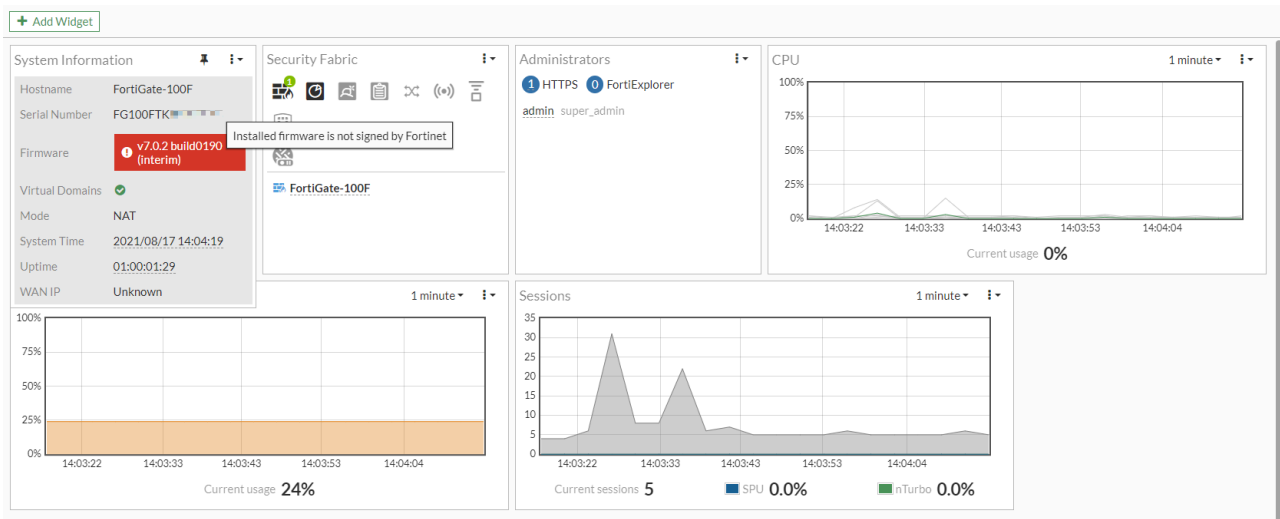 + Add Widget
System Information
Hostname FortiGate-100F
Serial Number FG100FTK
Firmware v7.0.2 build0190 (interim)
Virtual Domains
Mode NAT
System Time 2021/08/17 14:04:19
Uptime 01:00:01:29
WAN IP Unknown
Security Fabric
1
Installed firmware is not signed by Fortinet
FortiGate-100F
Administrators
1 HTTPS 0 FortiExplorer
admin super_admin
CPU 1 minute
100%
75%
50%
25%
0%
14:03:22 14:03:33 14:03:43 14:03:53 14:04:04
Current usage 0%
1 minute
100%
75%
50%
25%
0%
14:03:22 14:03:33 14:03:43 14:03:53 14:04:04
Current usage 24%
Sessions 1 minute
35
30
25
20
15
10
5
0
14:03:22 14:03:33 14:03:43 14:03:53 14:04:04
Current sessions 5 SPU 0.0% nTurbo 0.0%